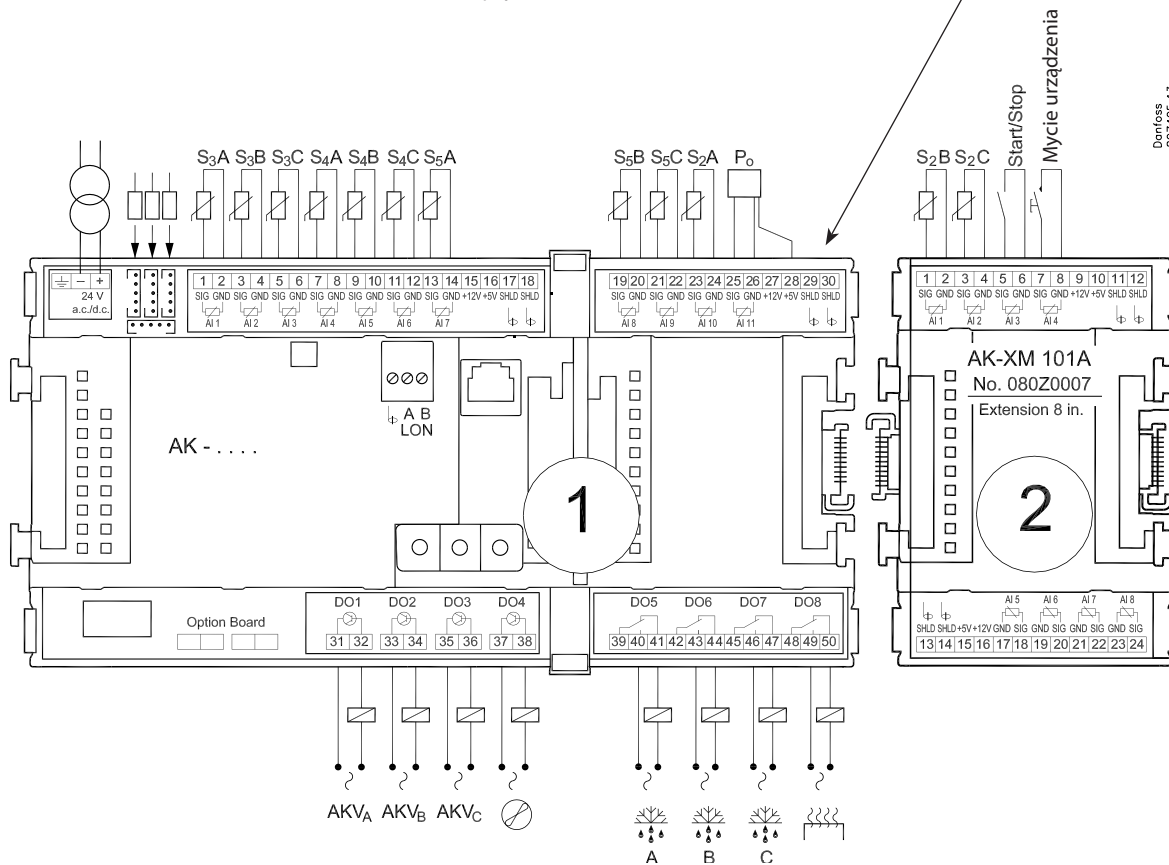 Mycie urządzenia
Start/Stop
Danfoss
S3A S3B S3C S4A S4B S4C S5A
S5B S5C S2A P0
S2B S2C
– +
24 V
a.c./d.c.
1 2 3 4 5 6 7 8 9 10 11 12 13 14 15 16 17 18
SIG GND SIG GND SIG GND SIG GND SIG GND SIG GND SIG GND +12V +5V SHLD SHLD
AI 1 AI 2 AI 3 AI 4 AI 5 AI 6 AI 7
19 20 21 22 23 24 25 26 27 28 29 30
SIG GND SIG GND SIG GND SIG GND +12V +5V SHLD SHLD
AI 8 AI 9 AI 10 AI 11
1 2 3 4 5 6 7 8 9 10 11 12
SIG GND SIG GND SIG GND SIG GND +12V +5V SHLD SHLD
AI 1 AI 2 AI 3 AI 4
AK - . . . .
A B
LON
1
AK-XM 101A
No. 080Z0007
Extension 8 in.
2
Option Board
DO1 DO2 DO3 DO4
31 32 33 34 35 36 37 38
DO5 DO6 DO7 DO8
39 40 41 42 43 44 45 46 47 48 49 50
AI 5 AI 6 AI 7 AI 8
SHLD SHLD +5V +12V GND SIG GND SIG GND SIG GND SIG
13 14 15 16 17 18 19 20 21 22 23 24
AKVA AKVB AKVC
A B C